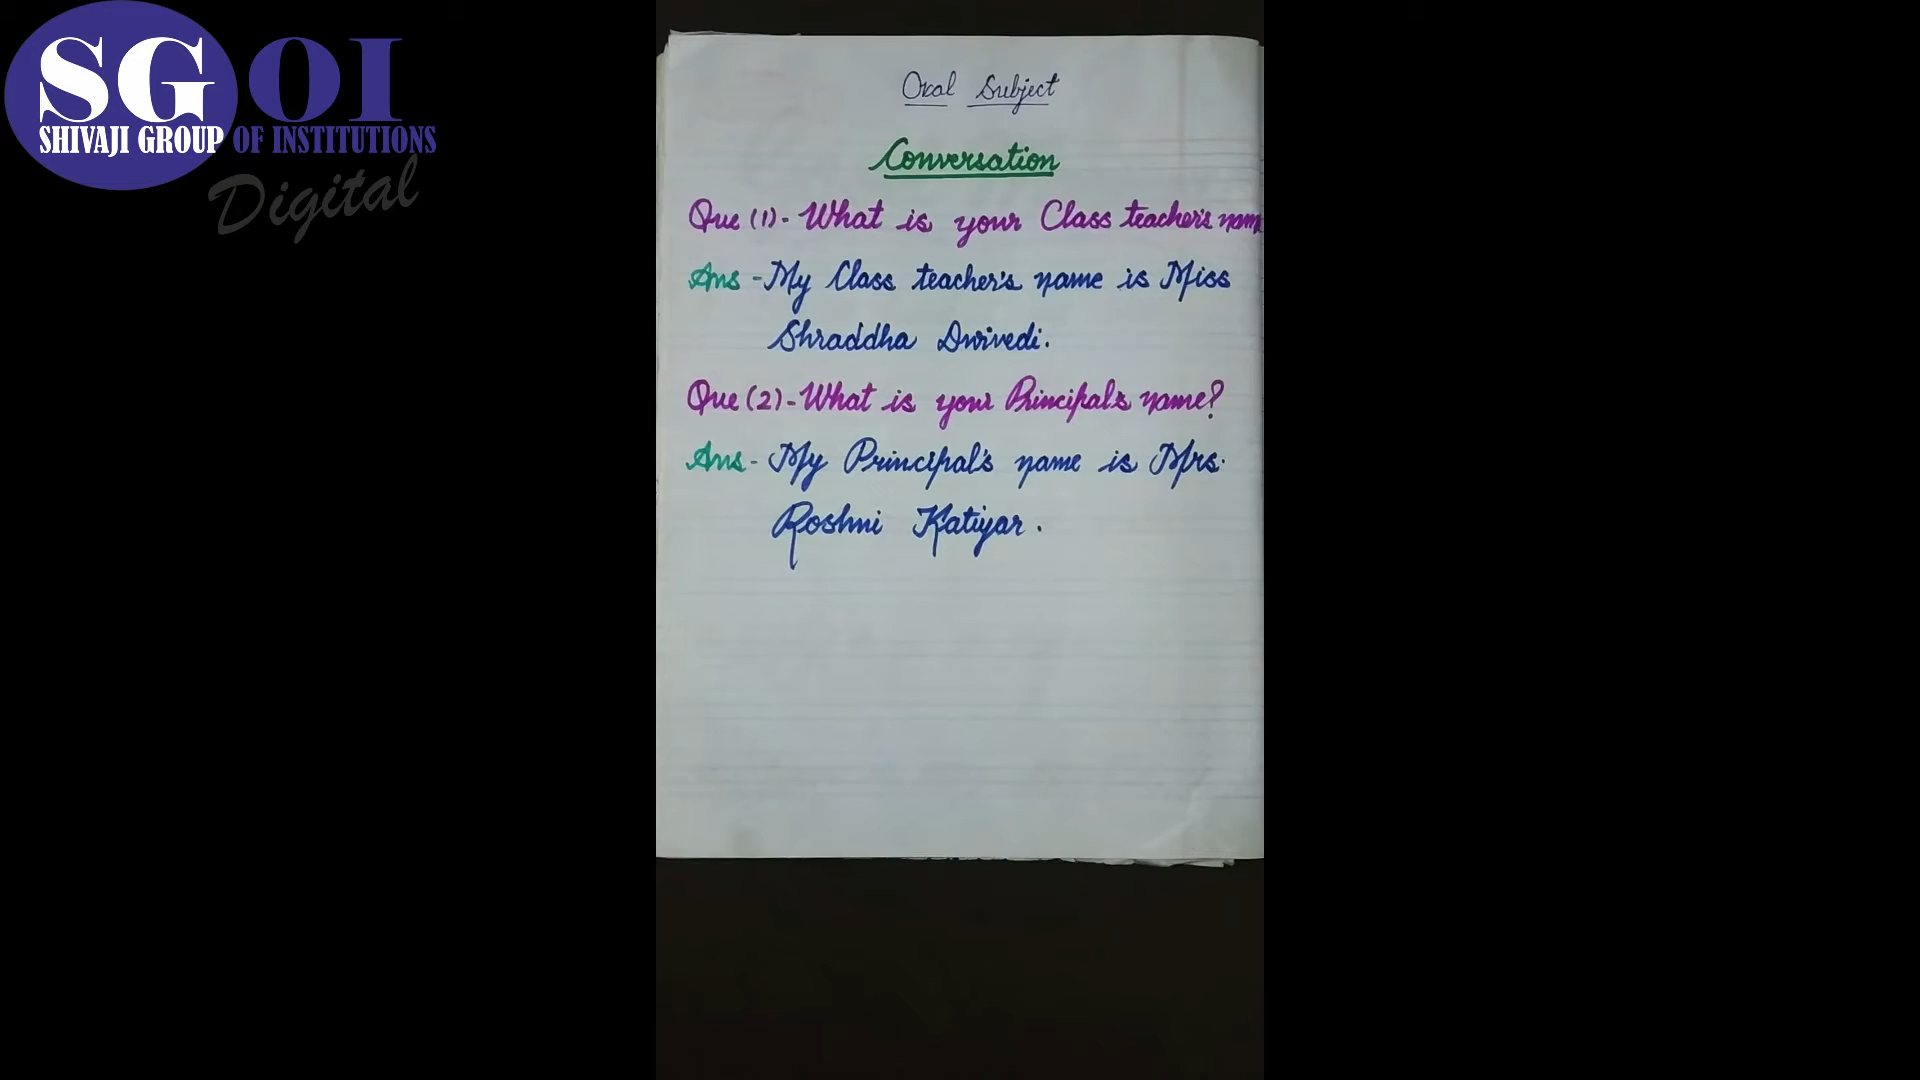 SGOI
SHIVAJI GROUP OF INSTITUTIONS
Digital
Oral Subject
Conversation
Que (1)- What is your Class teacher's name
Ans - My Class teacher's name is Miss
Shraddha Dwivedi.
Que (2)- What is your Principal's name?
Ans - My Principal's name is Mrs.
Roshni Katiyar.